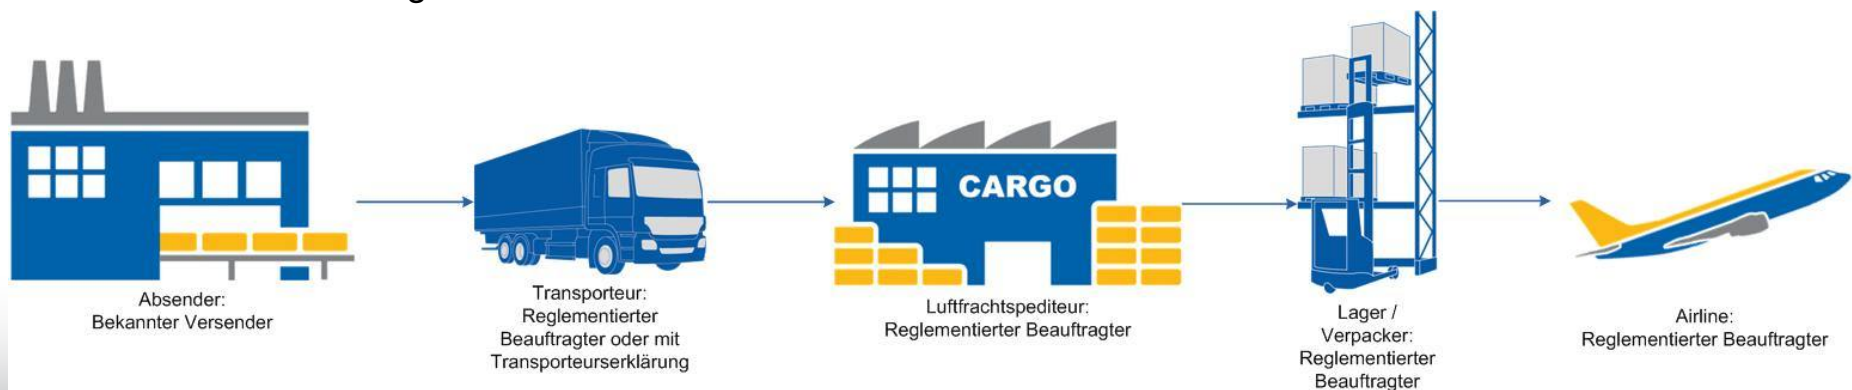 Absender:
Bekannter Versender
Transporteur:
Reglementierter
Beauftragter oder mit
Transporteurserklärung
CARGO
Luftfrachtspediteur:
Reglementierter Beauftragter
Lager /
Verpacker:
Reglementierter
Beauftragter
Airline:
Reglementierter Beauftragter